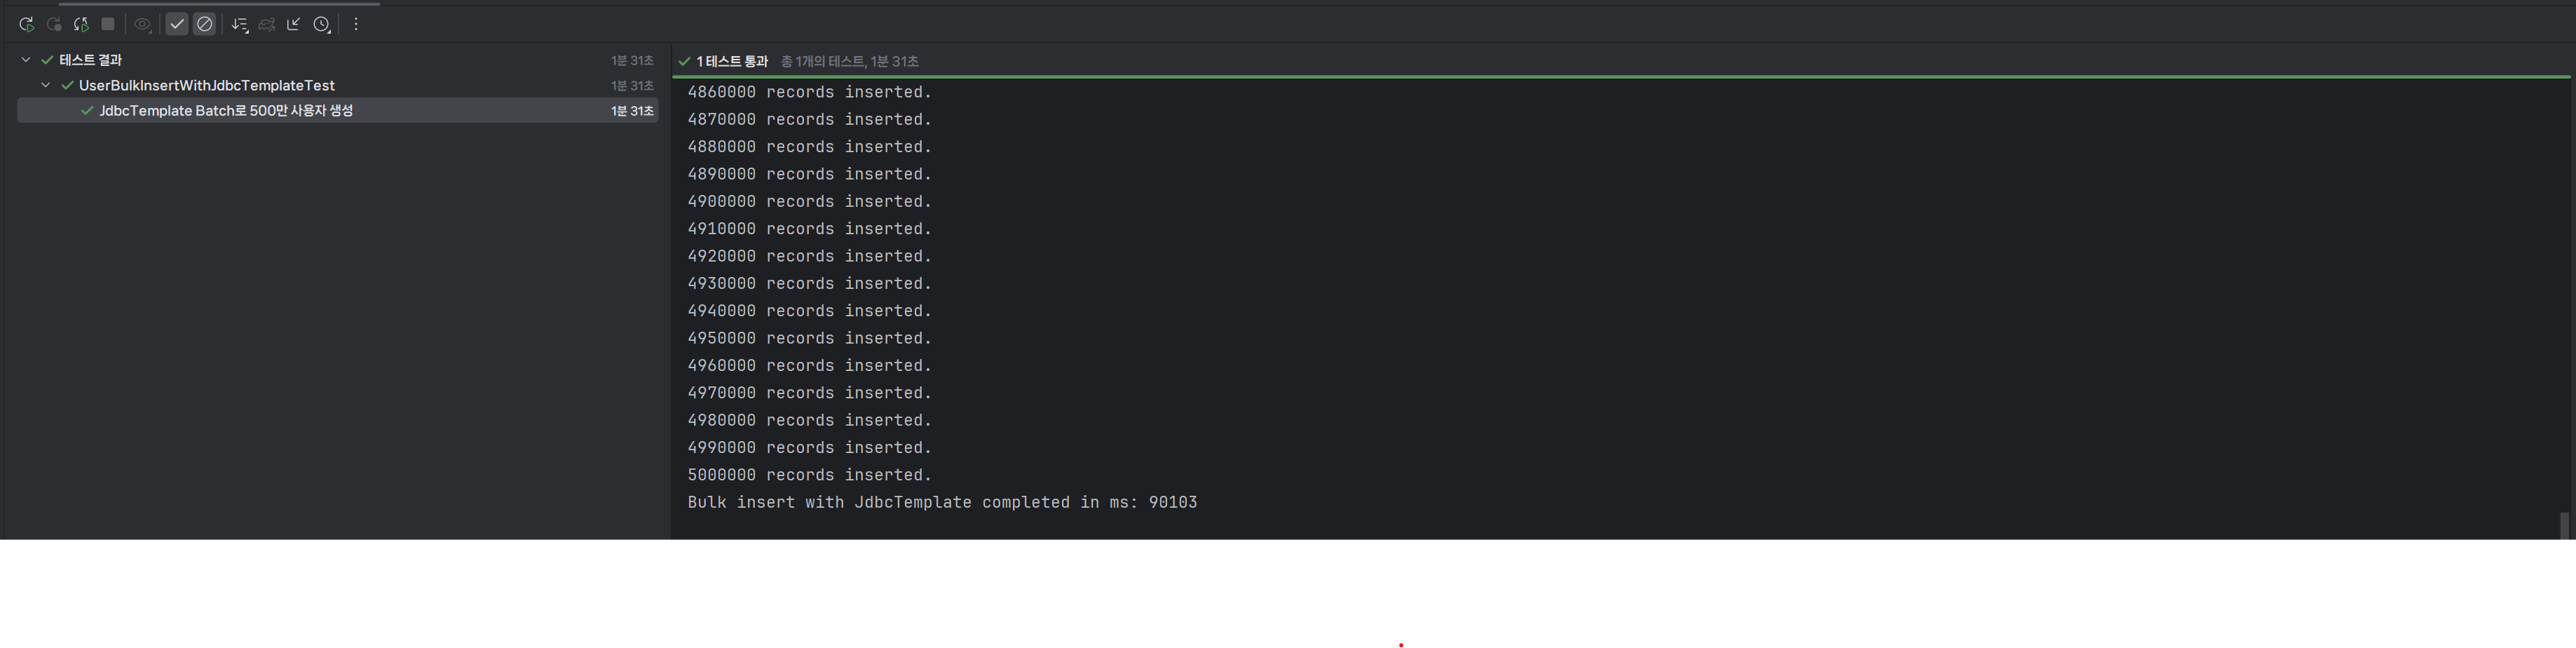 테스트 결과 1분 31초
UserBulkInsertWithJdbcTemplateTest 1분 31초
JdbcTemplate Batch로 500만 사용자 생성 1분 31초
1 테스트 통과 총 1개의 테스트, 1분 31초
4860000 records inserted.
4870000 records inserted.
4880000 records inserted.
4890000 records inserted.
4900000 records inserted.
4910000 records inserted.
4920000 records inserted.
4930000 records inserted.
4940000 records inserted.
4950000 records inserted.
4960000 records inserted.
4970000 records inserted.
4980000 records inserted.
4990000 records inserted.
5000000 records inserted.
Bulk insert with JdbcTemplate completed in ms: 90103